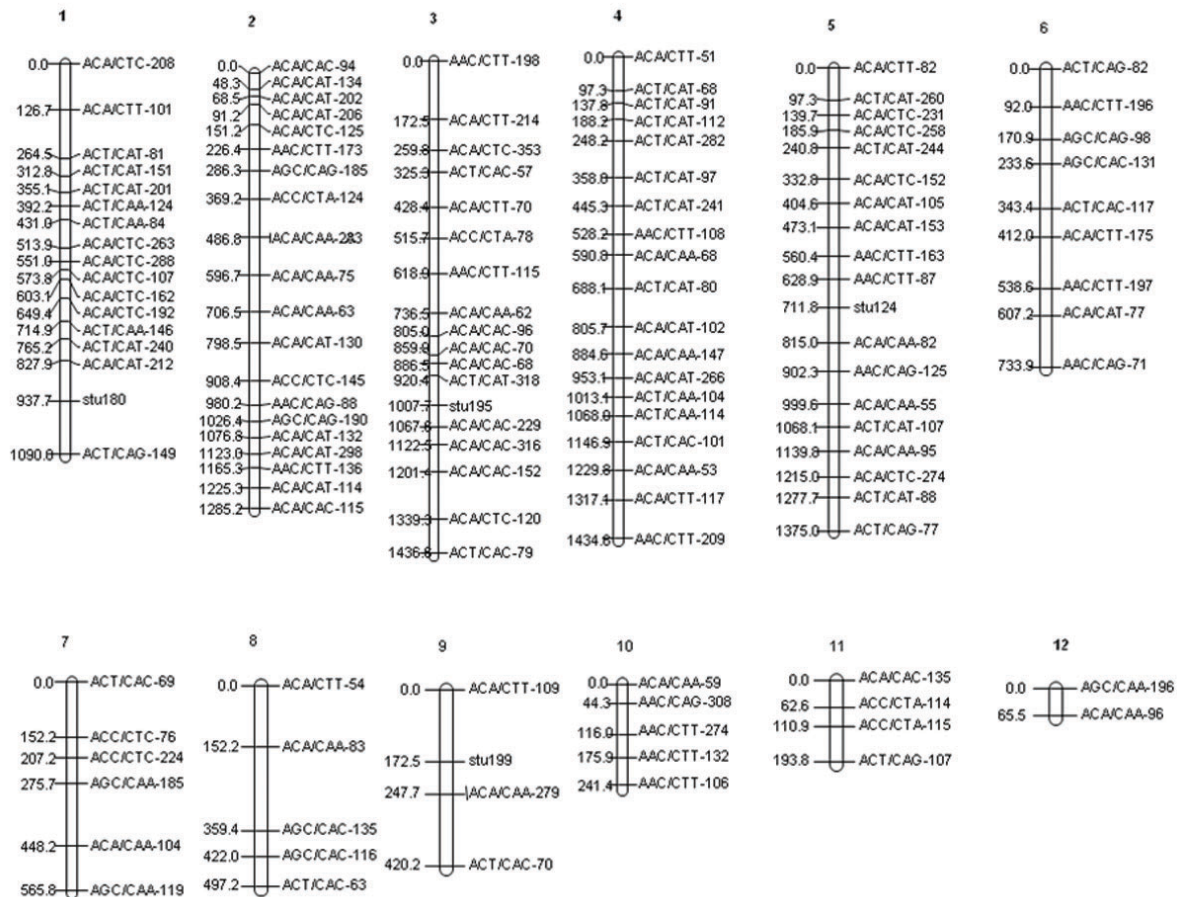 1
0.0 ACA/CTC-208
126.7 ACA/CTT-101
264.5 ACT/CAT-81
312.8 ACT/CAT-151
355.1 ACT/CAT-201
392.2 ACT/CAA-124
431.0 ACT/CAA-84
513.9 ACA/CTC-263
551.0 ACA/CTC-288
573.8 ACA/CTC-107
603.1 ACA/CTC-162
649.4 ACA/CTC-192
714.9 ACT/CAA-146
765.2 ACT/CAT-240
827.9 ACA/CAT-212
937.7 stu180
1090.0 ACT/CAG-149
2
0.0 ACA/CAC-94
48.3 ACA/CAT-134
68.5 ACA/CAT-202
91.2 ACA/CAT-206
151.2 ACA/CTC-125
226.4 AAC/CTT-173
286.3 AGC/CAG-185
369.2 ACC/CTA-124
486.8 ACA/CAA-283
596.7 ACA/CAA-75
706.5 ACA/CAA-63
798.5 ACA/CAT-130
908.4 ACC/CTC-145
980.2 AAC/CAG-88
1026.4 AGC/CAG-190
1076.8 ACA/CAT-132
1123.0 ACA/CAT-298
1165.3 AAC/CTT-136
1225.3 ACA/CAT-114
1285.2 ACA/CAC-115
3
0.0 AAC/CTT-198
172.5 ACA/CTT-214
259.8 ACA/CTC-353
325.3 ACT/CAC-57
428.4 ACA/CTT-70
515.7 ACC/CTA-78
618.9 AAC/CTT-115
736.5 ACA/CAA-62
805.0 ACA/CAC-96
859.0 ACA/CAC-70
886.5 ACA/CAC-68
920.4 ACT/CAT-318
1007.7 stu195
1067.6 ACA/CAC-229
1122.5 ACA/CAC-316
1201.4 ACA/CAC-152
1339.3 ACA/CTC-120
1436.6 ACT/CAC-79
4
0.0 ACA/CTT-51
97.3 ACT/CAT-68
137.8 ACT/CAT-91
188.2 ACT/CAT-112
248.2 ACT/CAT-282
358.0 ACT/CAT-97
445.3 ACT/CAT-241
528.2 AAC/CTT-108
590.8 ACA/CAA-68
688.1 ACT/CAT-80
805.7 ACA/CAT-102
884.6 ACA/CAA-147
953.1 ACA/CAT-266
1013.1 ACT/CAA-104
1068.0 ACT/CAA-114
1146.9 ACT/CAC-101
1229.8 ACA/CAA-53
1317.1 ACA/CTT-117
1434.6 AAC/CTT-209
5
0.0 ACA/CTT-82
97.3 ACT/CAT-260
139.7 ACA/CTC-231
185.9 ACA/CTC-258
240.8 ACT/CAT-244
332.8 ACA/CTC-152
404.6 ACA/CAT-105
473.1 ACA/CAT-153
560.4 AAC/CTT-163
628.9 AAC/CTT-87
711.8 stu124
815.0 ACA/CAA-82
902.3 AAC/CAG-125
999.6 ACA/CAA-55
1068.1 ACT/CAT-107
1139.8 ACA/CAA-95
1215.0 ACA/CTC-274
1277.7 ACT/CAT-88
1375.0 ACT/CAG-77
6
0.0 ACT/CAG-82
92.0 AAC/CTT-196
170.9 AGC/CAG-98
233.6 AGC/CAC-131
343.4 ACT/CAC-117
412.0 ACA/CTT-175
538.6 AAC/CTT-197
607.2 ACA/CAT-77
733.9 AAC/CAG-71
7
0.0 ACT/CAC-69
152.2 ACC/CTC-76
207.2 ACC/CTC-224
275.7 AGC/CAA-185
448.2 ACA/CAA-104
565.8 AGC/CAA-119
8
0.0 ACA/CTT-54
152.2 ACA/CAA-83
359.4 AGC/CAC-135
422.0 AGC/CAC-116
497.2 ACT/CAC-63
9
0.0 ACA/CTT-109
172.5 stu199
247.7 ACA/CAA-279
420.2 ACT/CAC-70
10
0.0 ACA/CAA-59
44.3 AAC/CAG-308
116.0 AAC/CTT-274
175.9 AAC/CTT-132
241.4 AAC/CTT-106
11
0.0 ACA/CAC-135
62.6 ACC/CTA-114
110.9 ACC/CTA-115
193.8 ACT/CAG-107
12
0.0 AGC/CAA-196
65.5 ACA/CAA-96